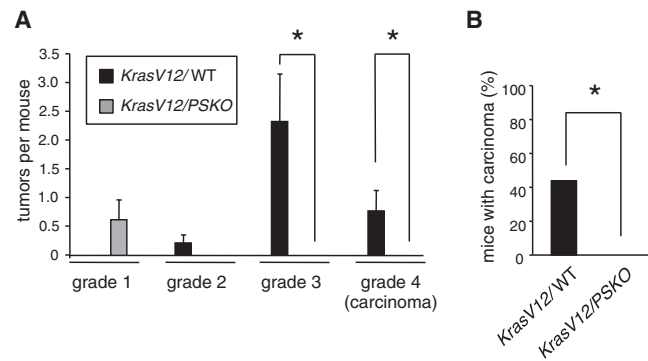 A
B
*
*
*
3.5
3.0
2.5
2.0
1.5
1.0
0.5
0
tumors per mouse
KrasV12/WT
KrasV12/PSKO
grade 1
grade 2
grade 3
grade 4
(carcinoma)
100
80
60
40
20
0
mice with carcinoma (%)
KrasV12/WT
KrasV12/PSKO